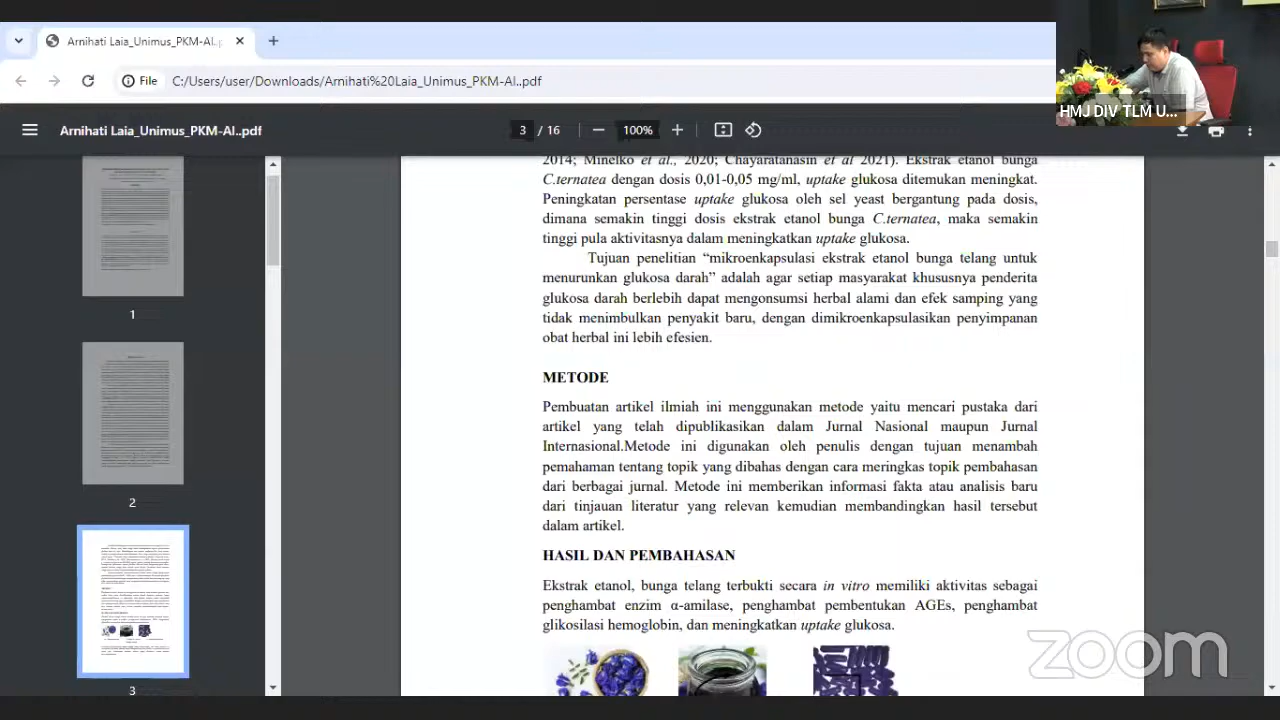 Arnihati Laia_Unimus_PKM-AI..
File
C:/Users/user/Downloads/Arnihati%20Laia_Unimus_PKM-AI..pdf
HMJ DIV TLM U...
Arnihati Laia_Unimus_PKM-AI..pdf
3 / 16
100%
2014; Minelko et al., 2020; Chayaratanasin et al 2021). Ekstrak etanol bunga
C.ternatea dengan dosis 0,01-0,05 mg/ml, uptake glukosa ditemukan meningkat.
Peningkatan persentase uptake glukosa oleh sel yeast bergantung pada dosis,
dimana semakin tinggi dosis ekstrak etanol bunga C.ternatea, maka semakin
tinggi pula aktivitasnya dalam meningkatkan uptake glukosa.
Tujuan penelitian “mikroenkapsulasi ekstrak etanol bunga telang untuk
menurunkan glukosa darah” adalah agar setiap masyarakat khususnya penderita
glukosa darah berlebih dapat mengonsumsi herbal alami dan efek samping yang
tidak menimbulkan penyakit baru, dengan dimikroenkapsulasikan penyimpanan
obat herbal ini lebih efesien.
METODE
Pembuatan artikel ilmiah ini menggunakan metode yaitu mencari pustaka dari
artikel yang telah dipublikasikan dalam Jurnal Nasional maupun Jurnal
Internasional.Metode ini digunakan oleh penulis dengan tujuan menambah
pemahaman tentang topik yang dibahas dengan cara meringkas topik pembahasan
dari berbagai jurnal. Metode ini memberikan informasi fakta atau analisis baru
dari tinjauan literatur yang relevan kemudian membandingkan hasil tersebut
dalam artikel.
HASIL DAN PEMBAHASAN
Ekstrak etanol, bunga telang terbukti secara in vitro memiliki aktivitas sebagai
penghambat enzim α-amilase, penghambat pembentukan AGEs, penghambat
glikosilasi hemoglobin, dan meningkatkan uptake glukosa.
1
2
3
zoom